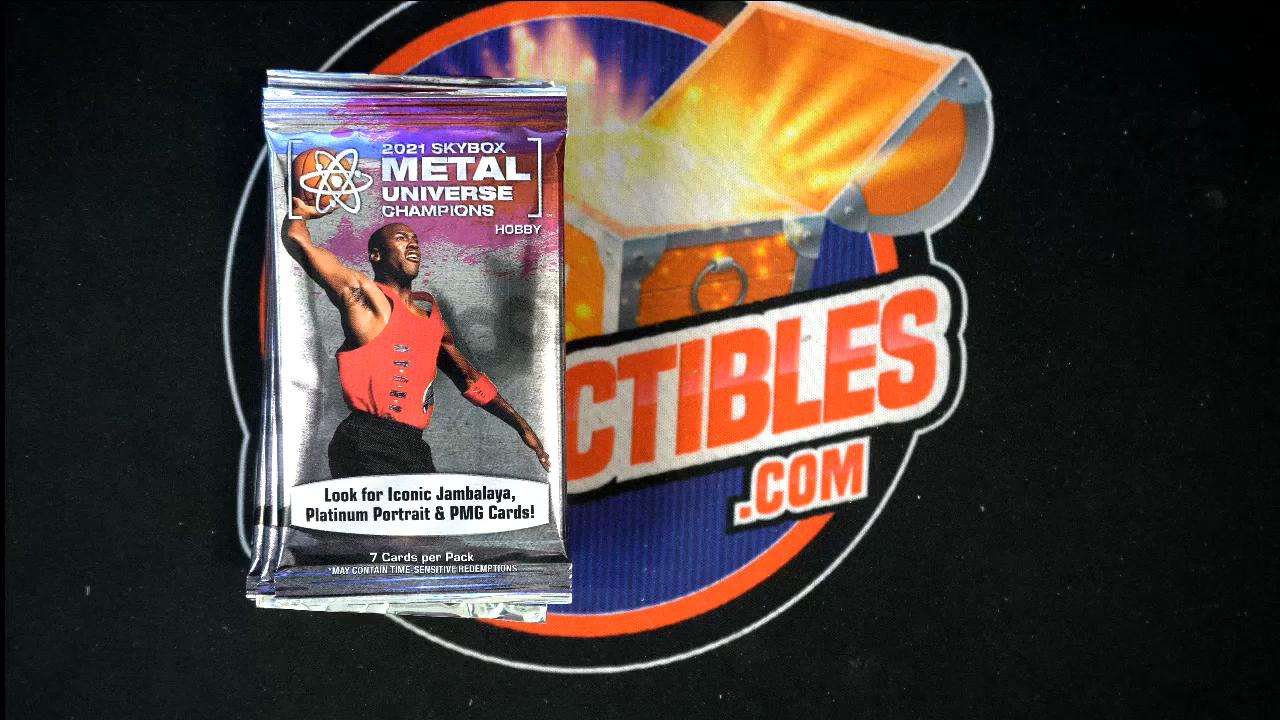 2021 SKYBOX
METAL
UNIVERSE
CHAMPIONS
HOBBY
Look for Iconic Jambalaya,
Platinum Portrait & PMG Cards!
7 Cards per Pack
*MAY CONTAIN TIME-SENSITIVE REDEMPTIONS
CTIBLES
.COM